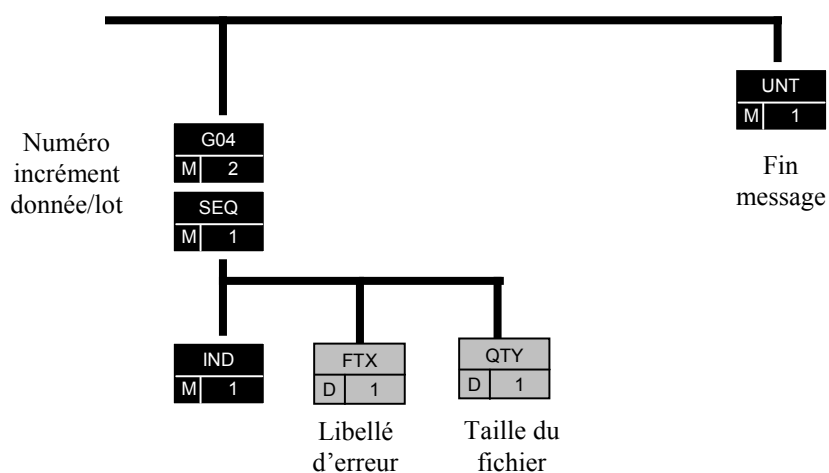 UNT
M 1
Fin
message
Numéro
incrément
donnée/lot
G04
M 2
SEQ
M 1
IND
M 1
FTX
D 1
Libellé
d’erreur
QTY
D 1
Taille du
fichier